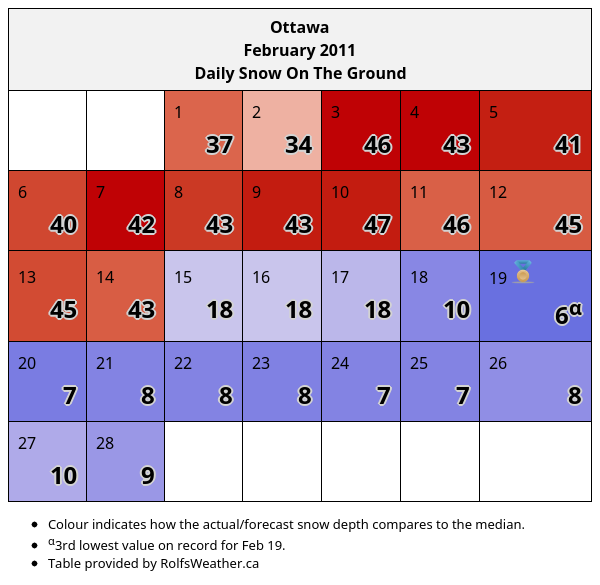 Ottawa
February 2011
Daily Snow On The Ground
1 2 3 4 5
37 34 46 43 41
6 7 8 9 10 11 12
40 42 43 43 47 46 45
13 14 15 16 17 18 19
45 43 18 18 18 10 6α
20 21 22 23 24 25 26
7 8 8 8 7 7 8
27 28
10 9
Colour indicates how the actual/forecast snow depth compares to the median.
α3rd lowest value on record for Feb 19.
Table provided by RolfsWeather.ca